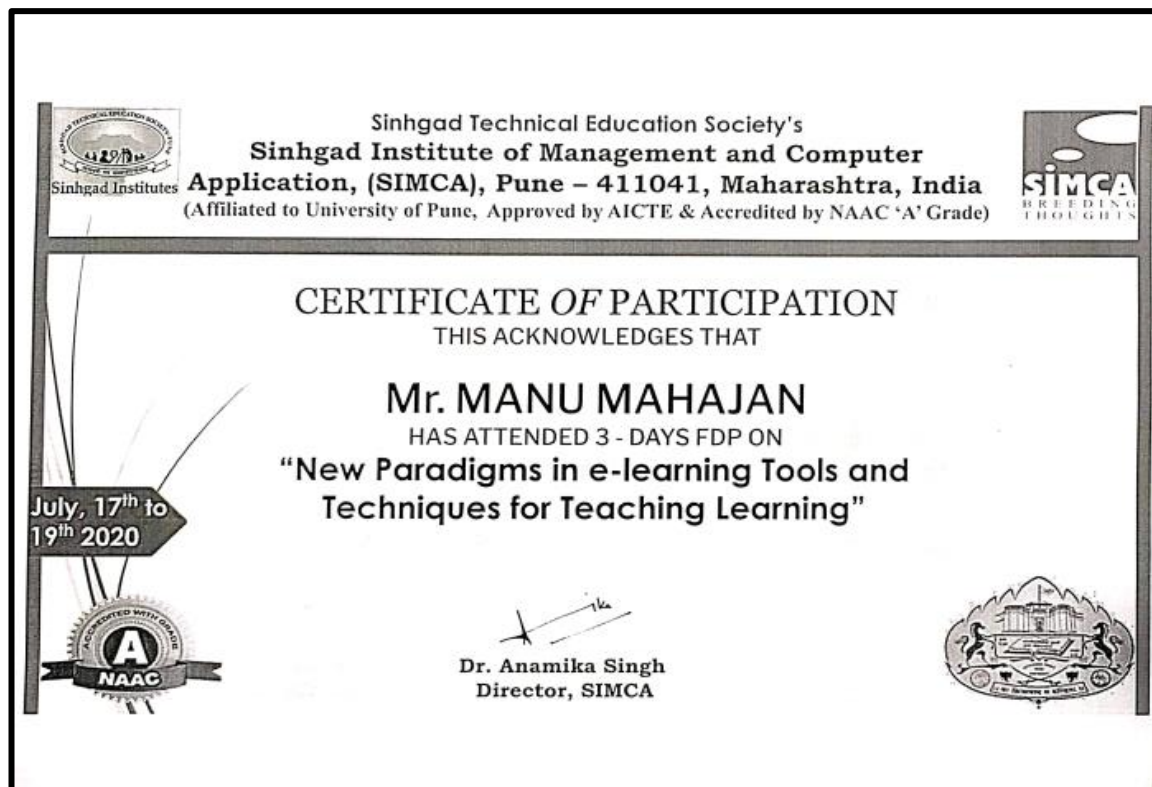 Sinhgad Technical Education Society's
Sinhgad Institute of Management and Computer
Application, (SIMCA), Pune – 411041, Maharashtra, India
(Affiliated to University of Pune, Approved by AICTE & Accredited by NAAC ‘A’ Grade)
Sinhgad Institutes
SiMCA
BREEDING
THOUGHTS
CERTIFICATE OF PARTICIPATION
THIS ACKNOWLEDGES THAT
Mr. MANU MAHAJAN
HAS ATTENDED 3 - DAYS FDP ON
“New Paradigms in e-learning Tools and
Techniques for Teaching Learning”
July, 17th to
19th 2020
ACCREDITED WITH GRADE
A
NAAC
Dr. Anamika Singh
Director, SIMCA